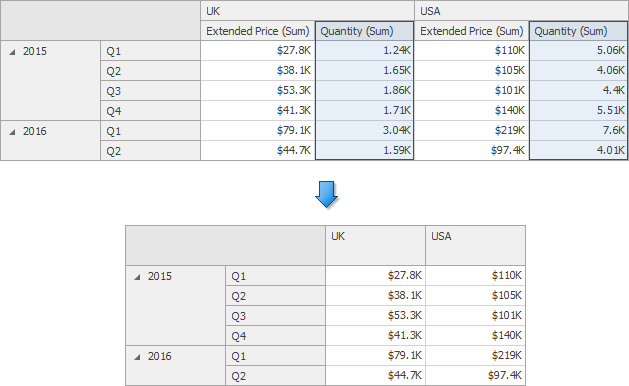 UK USA
Extended Price (Sum) Quantity (Sum) Extended Price (Sum) Quantity (Sum)
2015 Q1 $27.8K 1.24K $110K 5.06K
Q2 $38.1K 1.65K $105K 4.06K
Q3 $53.3K 1.86K $101K 4.4K
Q4 $41.3K 1.71K $140K 5.51K
2016 Q1 $79.1K 3.04K $219K 7.6K
Q2 $44.7K 1.59K $97.4K 4.01K
UK USA
2015 Q1 $27.8K $110K
Q2 $38.1K $105K
Q3 $53.3K $101K
Q4 $41.3K $140K
2016 Q1 $79.1K $219K
Q2 $44.7K $97.4K